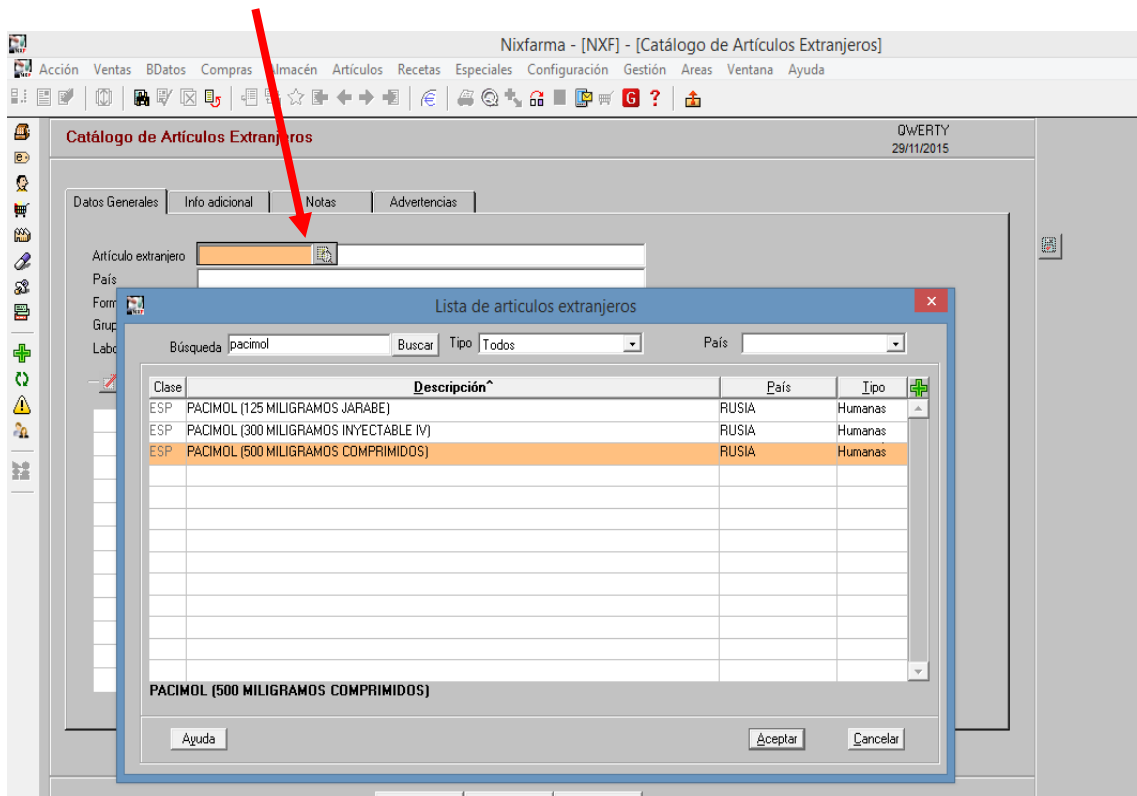 Nixfarma - [NXF] - [Catálogo de Artículos Extranjeros]
Acción Ventas BDatos Compras Almacén Artículos Recetas Especiales Configuración Gestión Areas Ventana Ayuda
Catálogo de Artículos Extranjeros
QWERTY
29/11/2015
Datos Generales Info adicional Notas Advertencias
Artículo extranjero
País
Form
Grup
Labo
Lista de articulos extranjeros
Búsqueda pacimol Buscar Tipo Todos País
Clase Descripción^ País Tipo
ESP PACIMOL (125 MILIGRAMOS JARABE) RUSIA Humanas
ESP PACIMOL (300 MILIGRAMOS INYECTABLE IV) RUSIA Humanas
ESP PACIMOL (500 MILIGRAMOS COMPRIMIDOS) RUSIA Humanas
PACIMOL (500 MILIGRAMOS COMPRIMIDOS)
Ayuda Aceptar Cancelar